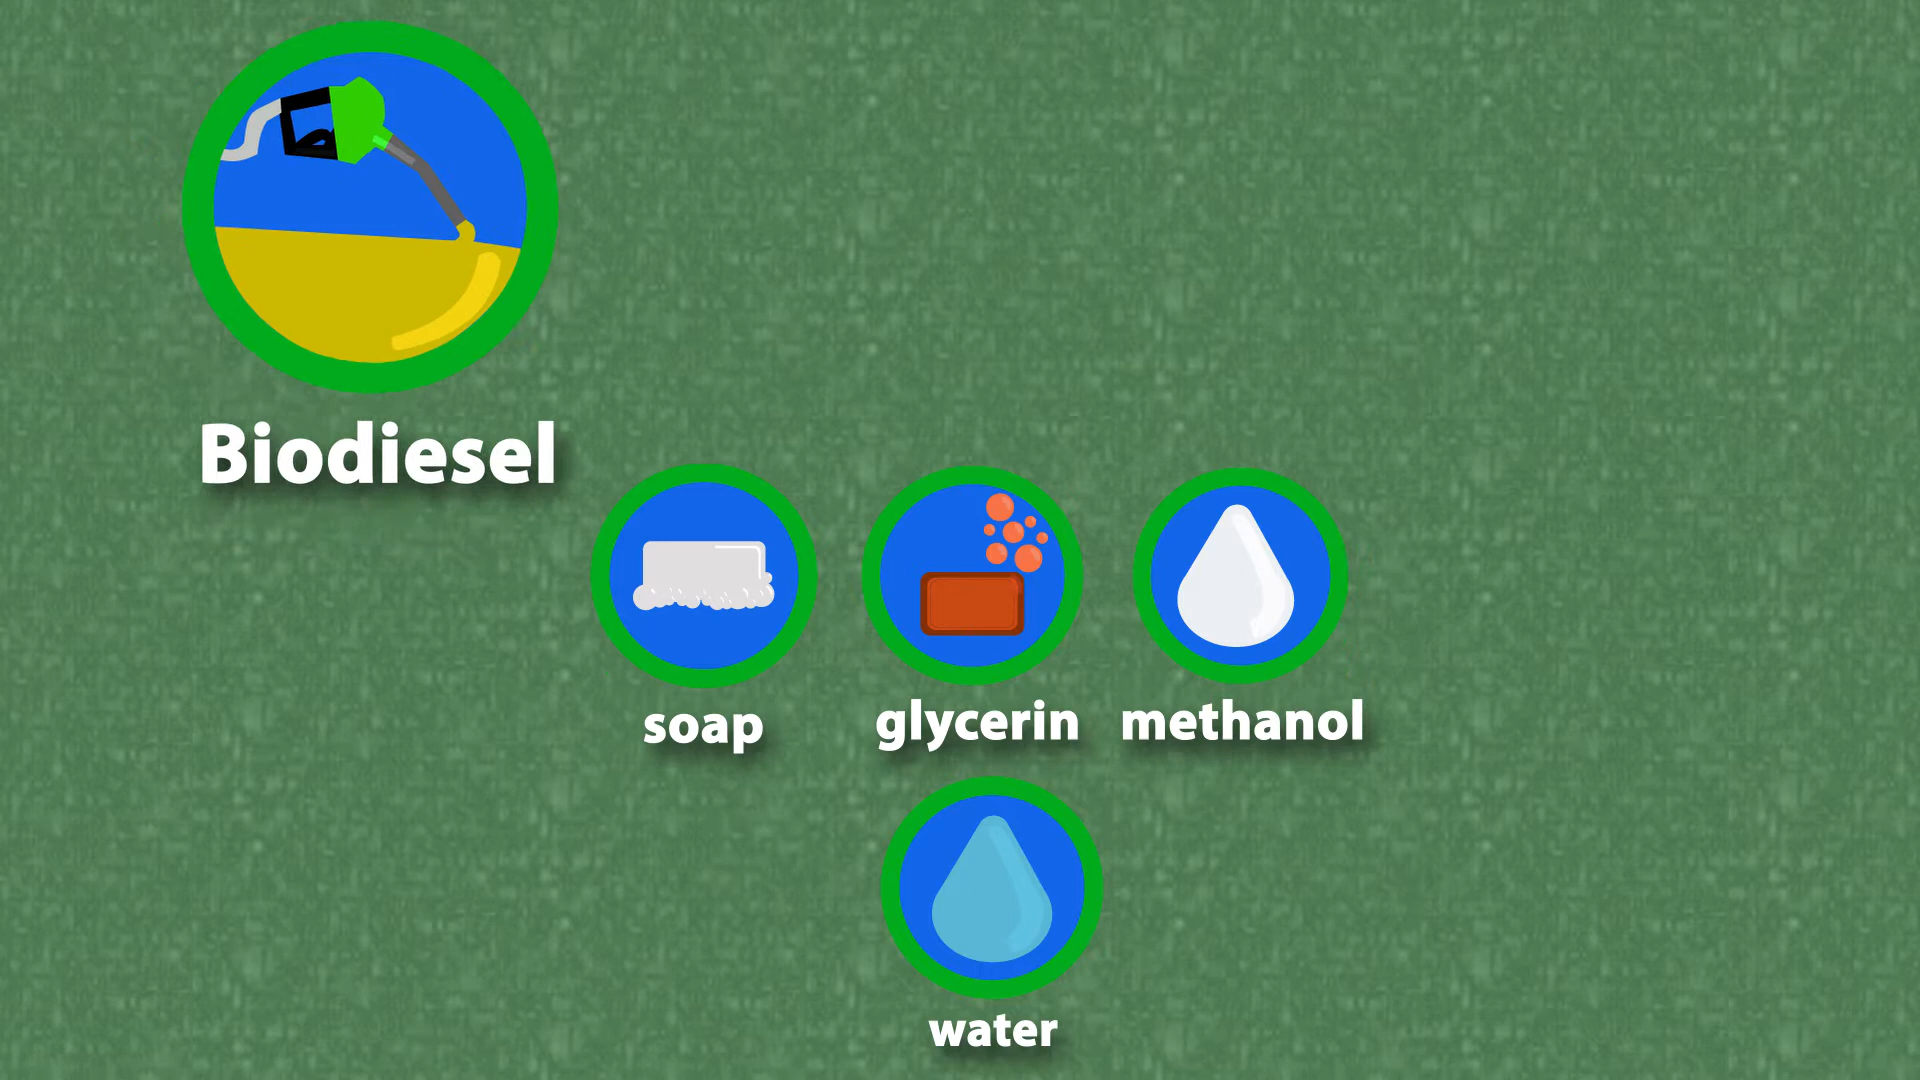 Biodiesel
soap
glycerin
methanol
water